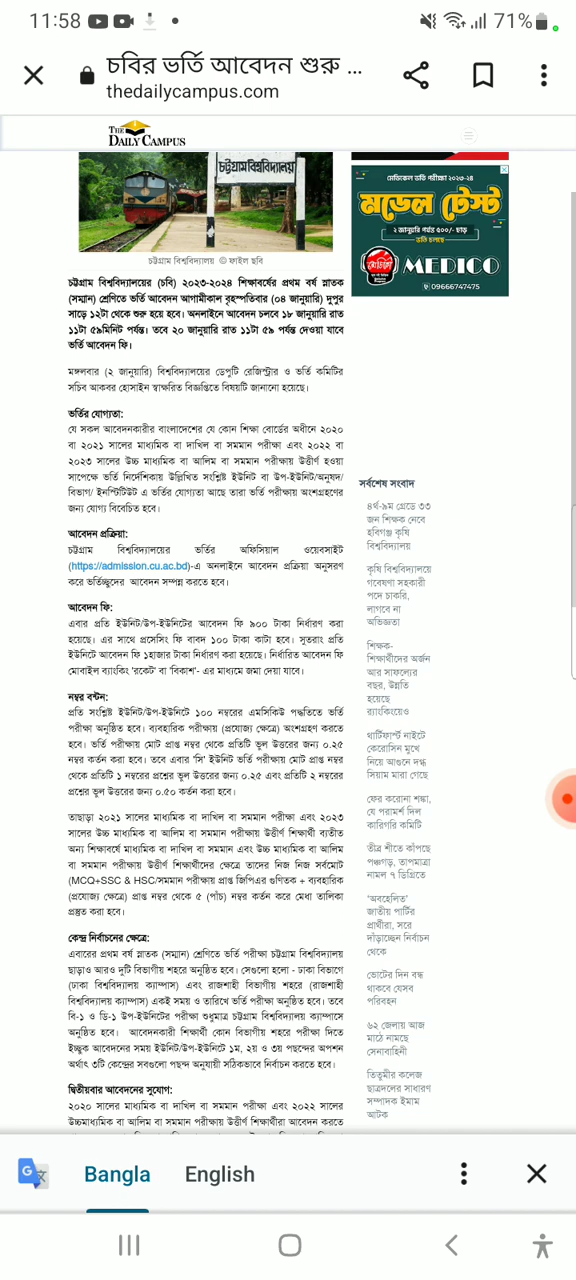 11:58
71%
চবির ভর্তি আবেদন শুরু ...
thedailycampus.com
THE
DAILY CAMPUS
চট্টগ্রাম বিশ্ববিদ্যালয়
চট্টগ্রাম বিশ্ববিদ্যালয় © ফাইল ছবি
চট্টগ্রাম বিশ্ববিদ্যালয়ের (চবি) ২০২৩-২০২৪ শিক্ষাবর্ষের প্রথম বর্ষ স্নাতক
(সম্মান) শ্রেণিতে ভর্তি আবেদন আগামীকাল বৃহস্পতিবার (০৪ জানুয়ারি) দুপুর
সাড়ে ১২টা থেকে শুরু হয়ে হবে। অনলাইনে আবেদন চলবে ১৮ জানুয়ারি রাত
১১টা ৫৯মিনিট পর্যন্ত। তবে ২০ জানুয়ারি রাত ১১টা ৫৯ পর্যন্ত দেওয়া যাবে
ভর্তি আবেদন ফি।
মঙ্গলবার (২ জানুয়ারি) বিশ্ববিদ্যালয়ের ডেপুটি রেজিস্ট্রার ও ভর্তি কমিটির
সচিব আকবর হোসাইন স্বাক্ষরিত বিজ্ঞপ্তিতে বিষয়টি জানানো হয়েছে।
ভর্তির যোগ্যতা:
যে সকল আবেদনকারীর বাংলাদেশের যে কোন শিক্ষা বোর্ডের অধীনে ২০২০
বা ২০২১ সালের মাধ্যমিক বা দাখিল বা সমমান পরীক্ষা এবং ২০২২ বা
২০২৩ সালের উচ্চ মাধ্যমিক বা আলিম বা সমমান পরীক্ষায় উত্তীর্ণ হওয়া
সাপেক্ষে ভর্তি নির্দেশিকায় উল্লিখিত সংশ্লিষ্ট ইউনিট বা উপ-ইউনিট/অনুষদ/
বিভাগ/ ইনস্টিটিউট এ ভর্তির যোগ্যতা আছে তারা ভর্তি পরীক্ষায় অংশগ্রহণের
জন্য যোগ্য বিবেচিত হবে।
আবেদন প্রক্রিয়া:
চট্টগ্রাম বিশ্ববিদ্যালয়ের ভর্তির অফিসিয়াল ওয়েবসাইট
(https://admission.cu.ac.bd)-এ অনলাইনে আবেদন প্রক্রিয়া অনুসরণ
করে ভর্তিচ্ছুদের আবেদন সম্পন্ন করতে হবে।
আবেদন ফি:
এবার প্রতি ইউনিট/উপ-ইউনিটের আবেদন ফি ৯০০ টাকা নির্ধারণ করা
হয়েছে। এর সাথে প্রসেসিং ফি বাবদ ১০০ টাকা কাটা হবে। সুতরাং প্রতি
ইউনিটে আবেদন ফি ১হাজার টাকা নির্ধারণ করা হয়েছে। নির্ধারিত আবেদন ফি
মোবাইল ব্যাংকিং 'রকেট' বা 'বিকাশ'- এর মাধ্যমে জমা দেয়া যাবে।
নম্বর বন্টন:
প্রতি সংশ্লিষ্ট ইউনিট/উপ-ইউনিটে ১০০ নম্বরের এমসিকিউ পদ্ধতিতে ভর্তি
পরীক্ষা অনুষ্ঠিত হবে। ব্যবহারিক পরীক্ষায় (প্রযোজ্য ক্ষেত্রে) অংশগ্রহণ করতে
হবে। ভর্তি পরীক্ষায় মোট প্রাপ্ত নম্বর থেকে প্রতিটি ভুল উত্তরের জন্য ০.২৫
নম্বর কর্তন করা হবে। তবে এবার 'সি' ইউনিট ভর্তি পরীক্ষায় মোট প্রাপ্ত নম্বর
থেকে প্রতিটি ১ নম্বরের প্রশ্নের ভুল উত্তরের জন্য ০.২৫ এবং প্রতিটি ২ নম্বরের
প্রশ্নের ভুল উত্তরের জন্য ০.৫০ কর্তন করা হবে।
তাছাড়া ২০২১ সালের মাধ্যমিক বা দাখিল বা সমমান পরীক্ষা এবং ২০২৩
সালের উচ্চ মাধ্যমিক বা আলিম বা সমমান পরীক্ষায় উত্তীর্ণ শিক্ষার্থী ব্যতীত
অন্য শিক্ষাবর্ষে মাধ্যমিক বা দাখিল বা সমমান এবং উচ্চ মাধ্যমিক বা আলিম
বা সমমান পরীক্ষায় উত্তীর্ণ শিক্ষার্থীদের ক্ষেত্রে তাদের নিজ নিজ সর্বমোট
(MCQ+SSC & HSC/সমমান পরীক্ষায় প্রাপ্ত জিপিএর গুণিতক + ব্যবহারিক
(প্রযোজ্য ক্ষেত্রে) প্রাপ্ত নম্বর থেকে ৫ (পাঁচ) নম্বর কর্তন করে মেধা তালিকা
প্রস্তুত করা হবে।
কেন্দ্র নির্বাচনের ক্ষেত্রে:
এবারের প্রথম বর্ষ স্নাতক (সম্মান) শ্রেণিতে ভর্তি পরীক্ষা চট্টগ্রাম বিশ্ববিদ্যালয়
ছাড়াও আরও দুটি বিভাগীয় শহরে অনুষ্ঠিত হবে। সেগুলো হলো - ঢাকা বিভাগে
(ঢাকা বিশ্ববিদ্যালয় ক্যাম্পাস) এবং রাজশাহী বিভাগীয় শহরে (রাজশাহী
বিশ্ববিদ্যালয় ক্যাম্পাস) একই সময় ও তারিখে ভর্তি পরীক্ষা অনুষ্ঠিত হবে। তবে
বি-১ ও ডি-১ উপ-ইউনিটের পরীক্ষা শুধুমাত্র চট্টগ্রাম বিশ্ববিদ্যালয় ক্যাম্পাসে
অনুষ্ঠিত হবে। আবেদনকারী শিক্ষার্থী কোন বিভাগীয় শহরে পরীক্ষা দিতে
ইচ্ছুক আবেদনের সময় ইউনিট/উপ-ইউনিটে ১ম, ২য় ও ৩য় পছন্দের অপশন
অর্থাৎ ৩টি কেন্দ্রের সবগুলো পছন্দ অনুযায়ী সঠিকভাবে নির্বাচন করতে হবে।
দ্বিতীয়বার আবেদনের সুযোগ:
২০২০ সালের মাধ্যমিক বা দাখিল বা সমমান পরীক্ষা এবং ২০২২ সালের
উচ্চমাধ্যমিক বা আলিম বা সমমান পরীক্ষায় উত্তীর্ণ শিক্ষার্থীরা আবেদন করতে
মেডিকেল ভর্তি পরীক্ষা ২০২৩-২৪
মডেল টেস্ট
২ জানুয়ারি পর্যন্ত ৫০০/- ছাড়
ভর্তি চলছে
MEDICO
09666747475
সর্বশেষ সংবাদ
৪র্থ-৯ম গ্রেডে ৩৩
জন শিক্ষক নেবে
হবিগঞ্জ কৃষি
বিশ্ববিদ্যালয়
কৃষি বিশ্ববিদ্যালয়ে
গবেষণা সহকারী
পদে চাকরি,
লাগবে না
অভিজ্ঞতা
শিক্ষক-
শিক্ষার্থীদের অর্জন
আর সাফল্যের
বছর, উন্নতি
হয়েছে
র‍্যাংকিংয়েও
থার্টিফার্স্ট নাইটে
কেরোসিন মুখে
নিয়ে আগুনে দগ্ধ
সিয়াম মারা গেছে
ফের করোনা শঙ্কা,
যে পরামর্শ দিল
কারিগরি কমিটি
তীব্র শীতে কাঁপছে
পঞ্চগড়, তাপমাত্রা
নামল ৭ ডিগ্রিতে
“অবহেলিত”
জাতীয় পার্টির
প্রার্থীরা, সরে
দাঁড়াচ্ছেন নির্বাচন
থেকে
ভোটের দিন বন্ধ
থাকবে যেসব
পরিবহন
৬২ জেলায় আজ
মাঠে নামছে
সেনাবাহিনী
তিতুমীর কলেজ
ছাত্রদলের সাধারণ
সম্পাদক ইমাম
আটক
Bangla
English